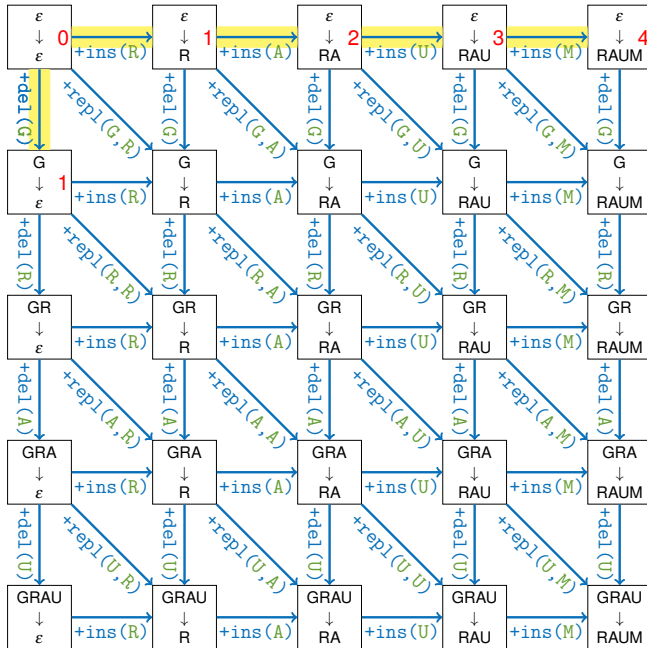 ε ε ε ε ε
↓ 0 ↓ 1 ↓ 2 ↓ 3 ↓ 4
ε +ins(R) R +ins(A) RA +ins(U) RAU +ins(M) RAUM
+del(G) +repl(G,R) +del(G) +repl(G,A) +del(G) +repl(G,U) +del(G) +repl(G,M) +del(G)
G G G G G
↓ 1 ↓ ↓ ↓ ↓
ε +ins(R) R +ins(A) RA +ins(U) RAU +ins(M) RAUM
+del(R) +repl(R,R) +del(R) +repl(R,A) +del(R) +repl(R,U) +del(R) +repl(R,M) +del(R)
GR GR GR GR GR
↓ ↓ ↓ ↓ ↓
ε +ins(R) R +ins(A) RA +ins(U) RAU +ins(M) RAUM
+del(A) +repl(A,R) +del(A) +repl(A,A) +del(A) +repl(A,U) +del(A) +repl(A,M) +del(A)
GRA GRA GRA GRA GRA
↓ ↓ ↓ ↓ ↓
ε +ins(R) R +ins(A) RA +ins(U) RAU +ins(M) RAUM
+del(U) +repl(U,R) +del(U) +repl(U,A) +del(U) +repl(U,U) +del(U) +repl(U,M) +del(U)
GRAU GRAU GRAU GRAU GRAU
↓ ↓ ↓ ↓ ↓
ε +ins(R) R +ins(A) RA +ins(U) RAU +ins(M) RAUM